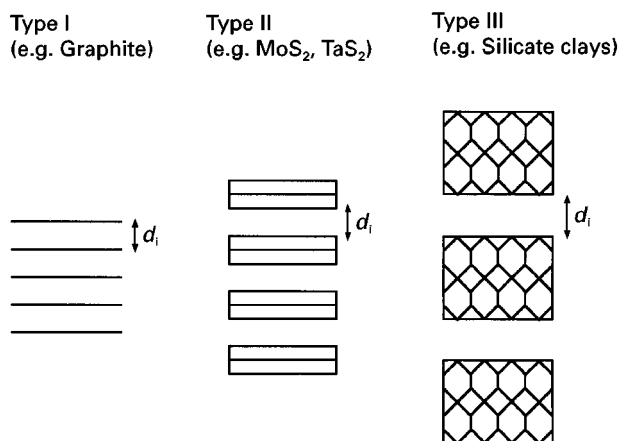 Type I
(e.g. Graphite)
Type II
(e.g. MoS₂, TaS₂)
Type III
(e.g. Silicate clays)
dᵢ
dᵢ
dᵢ